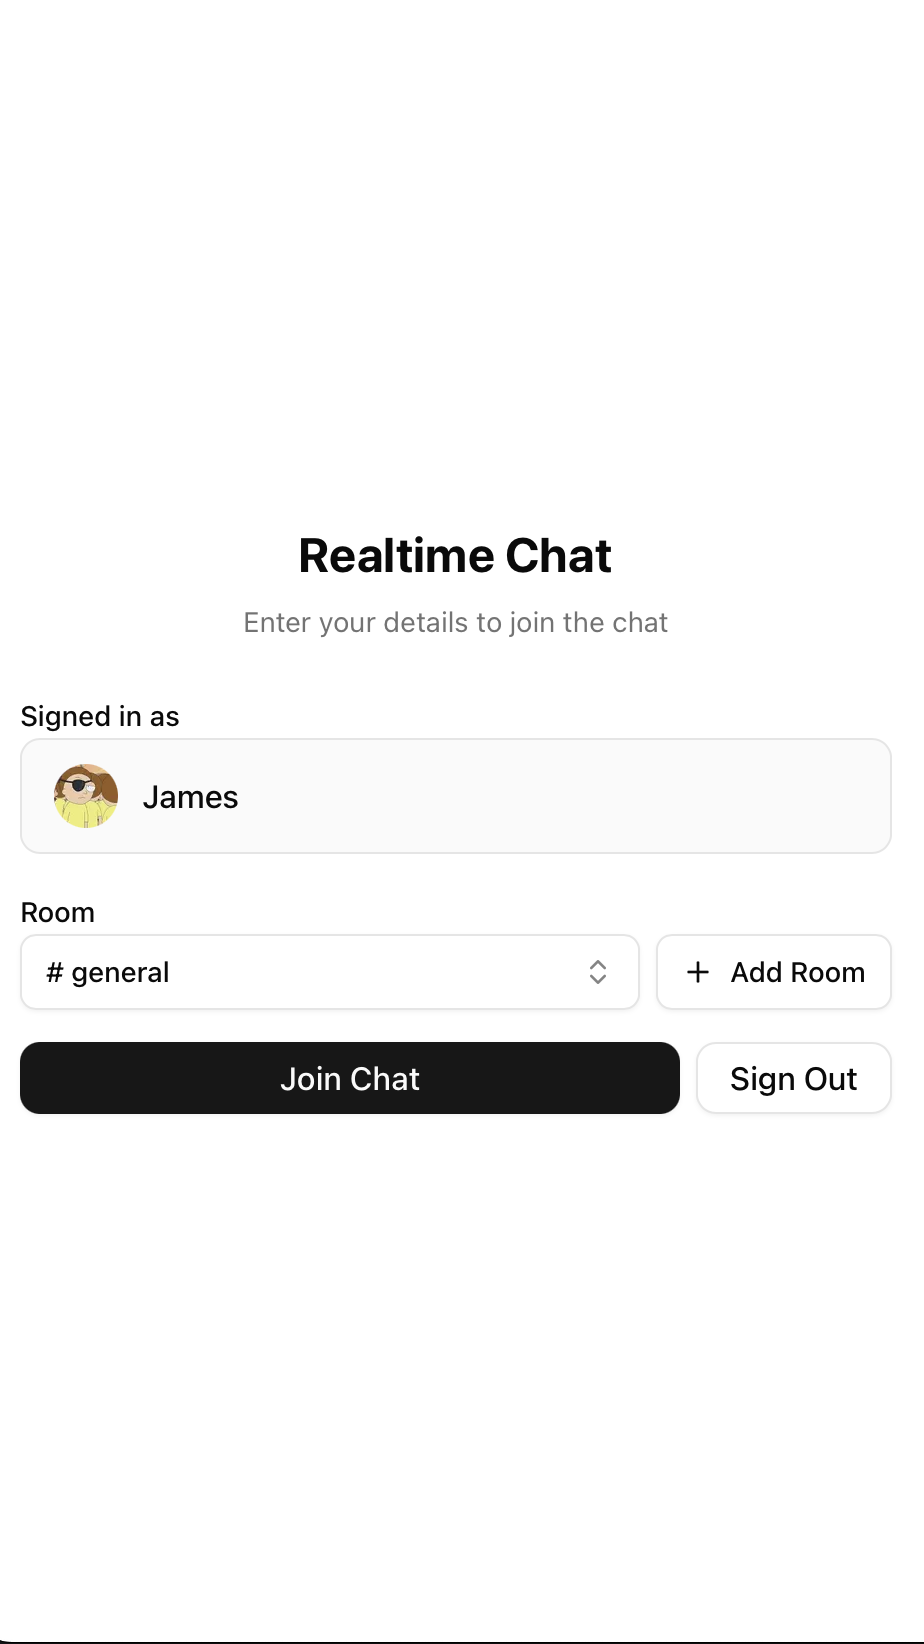 Realtime Chat
Enter your details to join the chat
Signed in as
James
Room
# general
Add Room
Join Chat
Sign Out